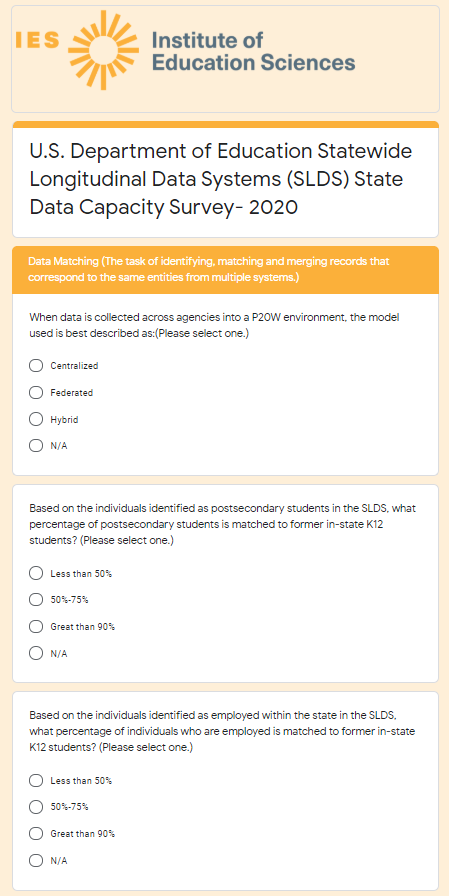 IES
Institute of
Education Sciences
U.S. Department of Education Statewide
Longitudinal Data Systems (SLDS) State
Data Capacity Survey- 2020
Data Matching (The task of identifying, matching and merging records that
correspond to the same entities from multiple systems.)
When data is collected across agencies into a P20W environment, the model
used is best described as:(Please select one.)
Centralized
Federated
Hybrid
N/A
Based on the individuals identified as postsecondary students in the SLDS, what
percentage of postsecondary students is matched to former in-state K12
students? (Please select one.)
Less than 50%
50%-75%
Great than 90%
N/A
Based on the individuals identified as employed within the state in the SLDS,
what percentage of individuals who are employed is matched to former in-state
K12 students? (Please select one.)
Less than 50%
50%-75%
Great than 90%
N/A